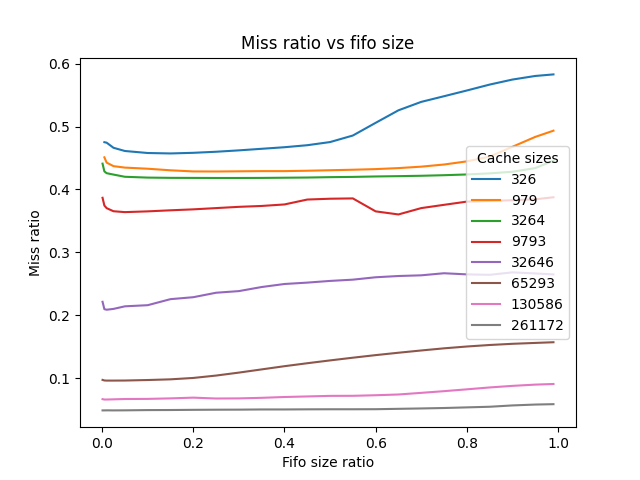 Miss ratio vs fifo size
Miss ratio
0.6
0.5
0.4
0.3
0.2
0.1
Cache sizes
326
979
3264
9793
32646
65293
130586
261172
0.0 0.2 0.4 0.6 0.8 1.0
Fifo size ratio